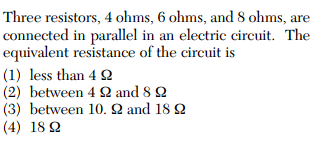 Three resistors, 4 ohms, 6 ohms, and 8 ohms, are
connected in parallel in an electric circuit. The
equivalent resistance of the circuit is
(1) less than 4 Ω
(2) between 4 Ω and 8 Ω
(3) between 10. Ω and 18 Ω
(4) 18 Ω